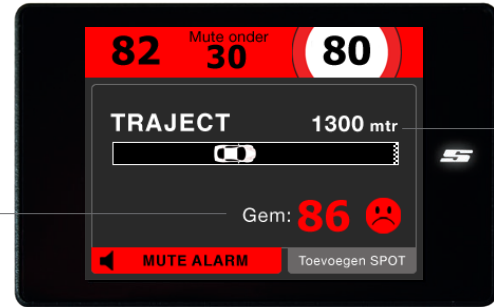 82 Mute onder 30 80
TRAJECT 1300 mtr
Gem: 86
MUTE ALARM Toevoegen SPOT